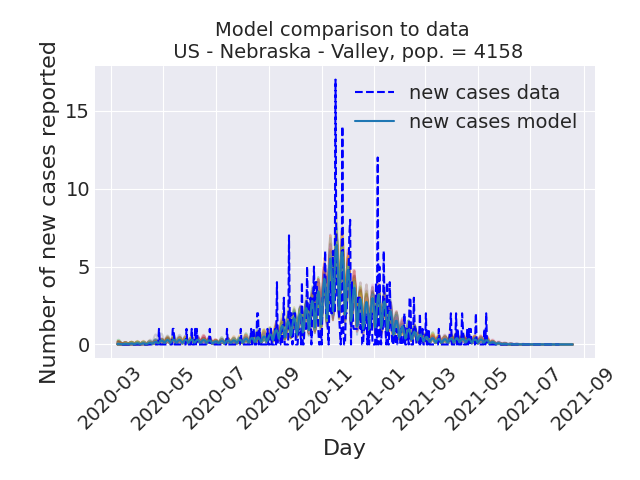 Model comparison to data
US - Nebraska - Valley, pop. = 4158
Number of new cases reported
15
10
5
0
new cases data
new cases model
2020-03
2020-05
2020-07
2020-09
2020-11
2021-01
2021-03
2021-05
2021-07
2021-09
Day